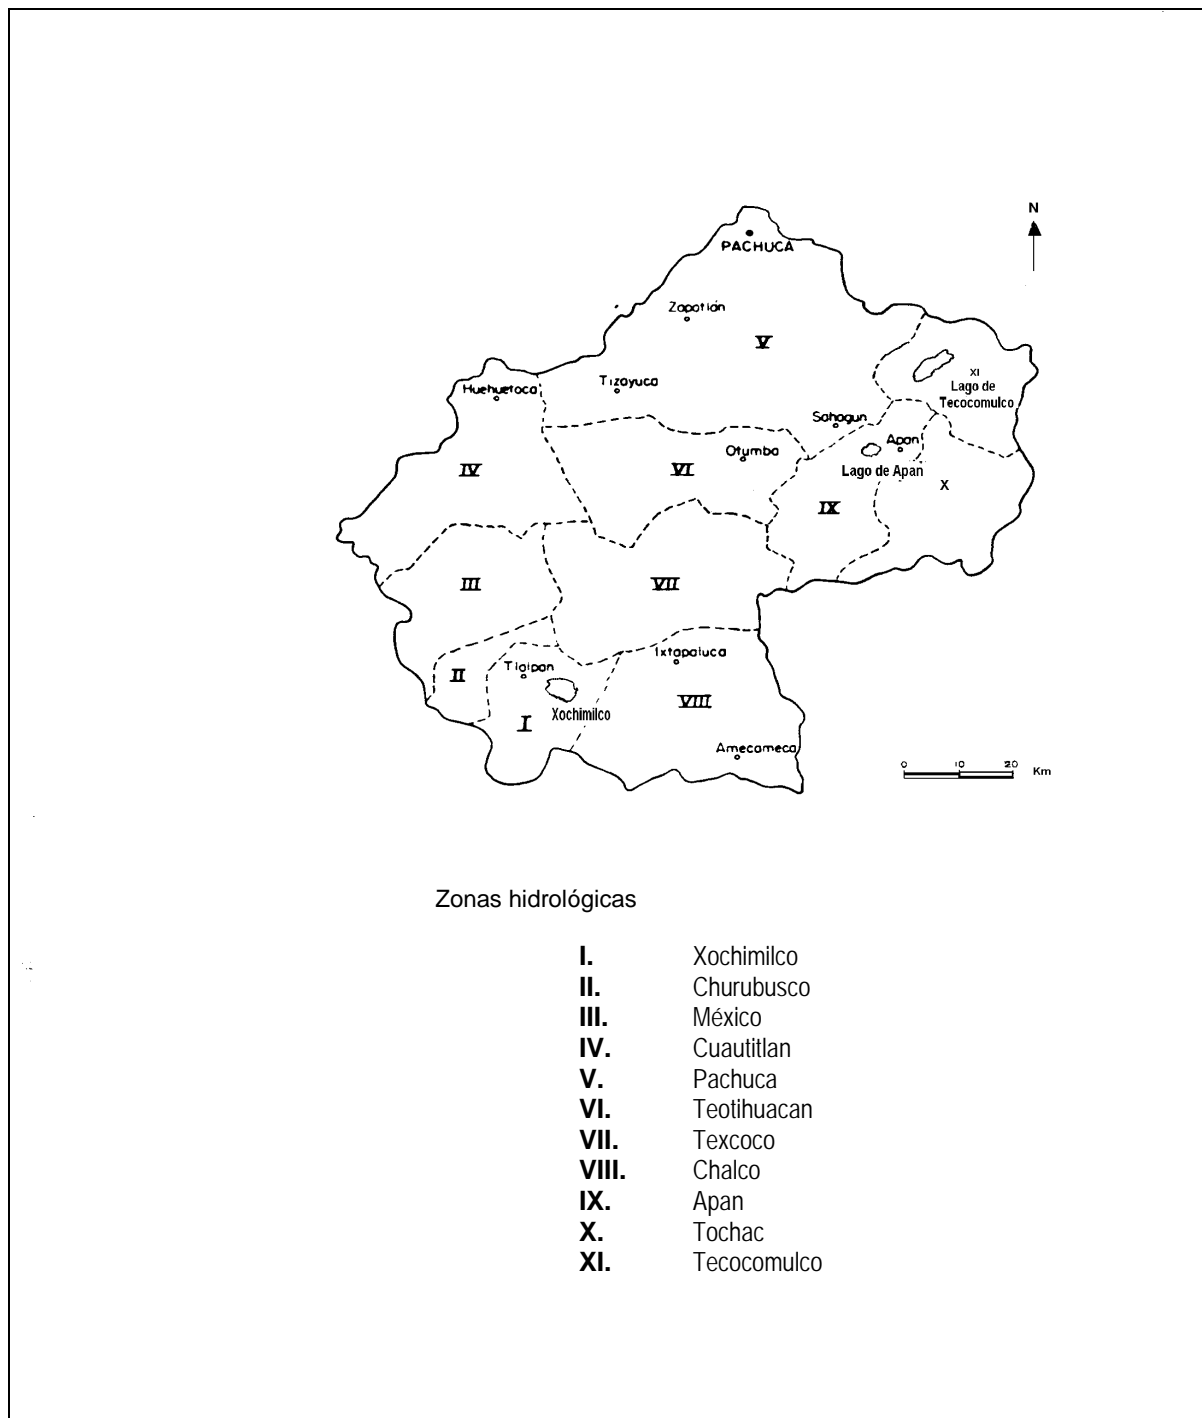 N
PACHUCA
Zapotlán
V
Tizayuca
Huehuetoca
XI
Lago de
Tecocomulco
Sahagun
Apan
Otumba
Lago de Apan
IV
VI
X
IX
III
VII
Ixtapaluca
Tlalpan
II
VIII
Xochimilco
I
Amecameca
0 10 20
Km
Zonas hidrológicas
I. Xochimilco
II. Churubusco
III. México
IV. Cuautitlan
V. Pachuca
VI. Teotihuacan
VII. Texcoco
VIII. Chalco
IX. Apan
X. Tochac
XI. Tecocomulco